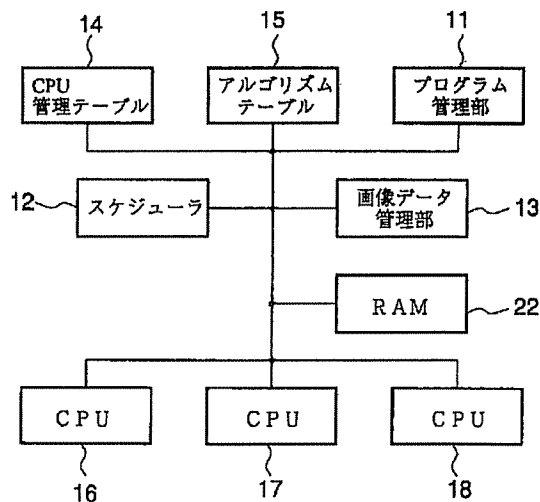 14
15
11
CPU
管理テーブル
アルゴリズム
テーブル
プログラム
管理部
12
スケジューラ
画像データ
管理部
13
RAM
22
CPU
CPU
CPU
16
17
18